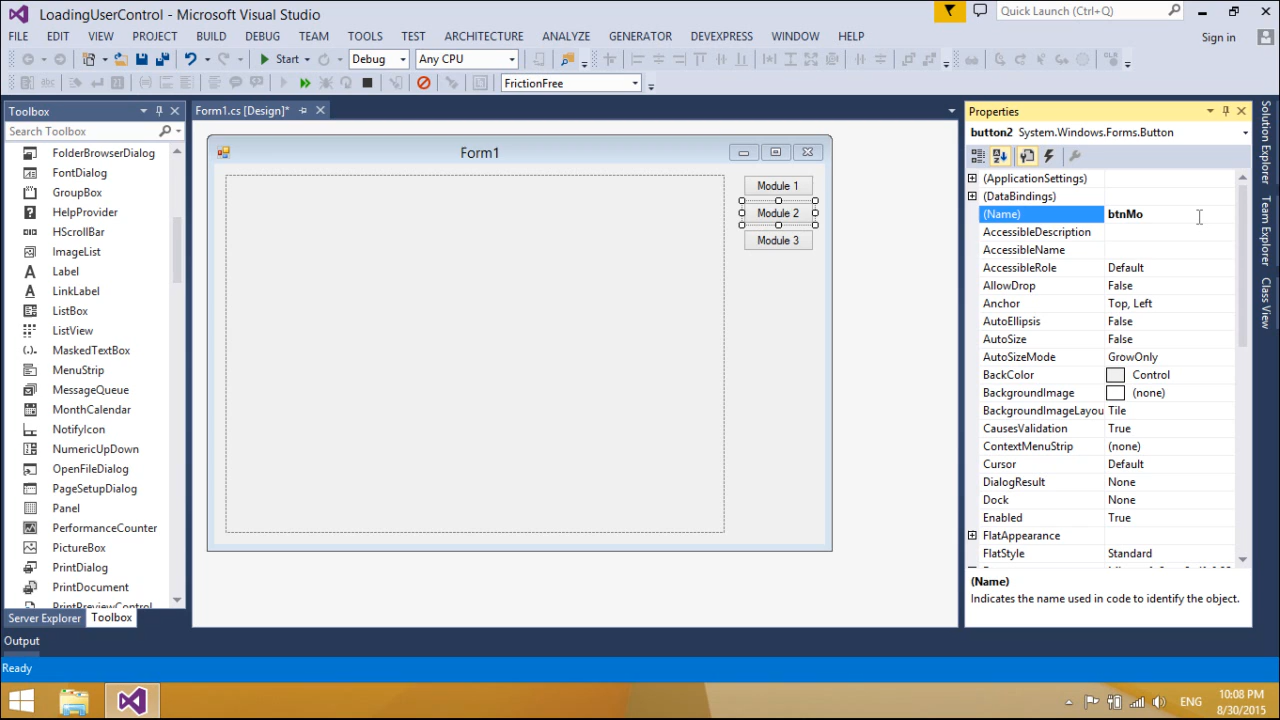 LoadingUserControl - Microsoft Visual Studio
Quick Launch (Ctrl+Q)
FILE EDIT VIEW PROJECT BUILD DEBUG TEAM TOOLS TEST ARCHITECTURE ANALYZE GENERATOR DEVEXPRESS WINDOW HELP
Sign in
Start Debug Any CPU
FrictionFree
Toolbox
Search Toolbox
FolderBrowserDialog
FontDialog
GroupBox
HelpProvider
HScrollBar
ImageList
Label
LinkLabel
ListBox
ListView
MaskedTextBox
MenuStrip
MessageQueue
MonthCalendar
NotifyIcon
NumericUpDown
OpenFileDialog
PageSetupDialog
Panel
PerformanceCounter
PictureBox
PrintDialog
PrintDocument
PrintPreviewControl
Server Explorer Toolbox
Output
Form1.cs [Design]*
Form1
Module 1
Module 2
Module 3
Properties
button2 System.Windows.Forms.Button
(ApplicationSettings)
(DataBindings)
(Name) btnMo
AccessibleDescription
AccessibleName
AccessibleRole Default
AllowDrop False
Anchor Top, Left
AutoEllipsis False
AutoSize False
AutoSizeMode GrowOnly
BackColor Control
BackgroundImage (none)
BackgroundImageLayou Tile
CausesValidation True
ContextMenuStrip (none)
Cursor Default
DialogResult None
Dock None
Enabled True
FlatAppearance
FlatStyle Standard
(Name)
Indicates the name used in code to identify the object.
Solution Explorer
Team Explorer
Class View
Ready
ENG
10:08 PM
8/30/2015